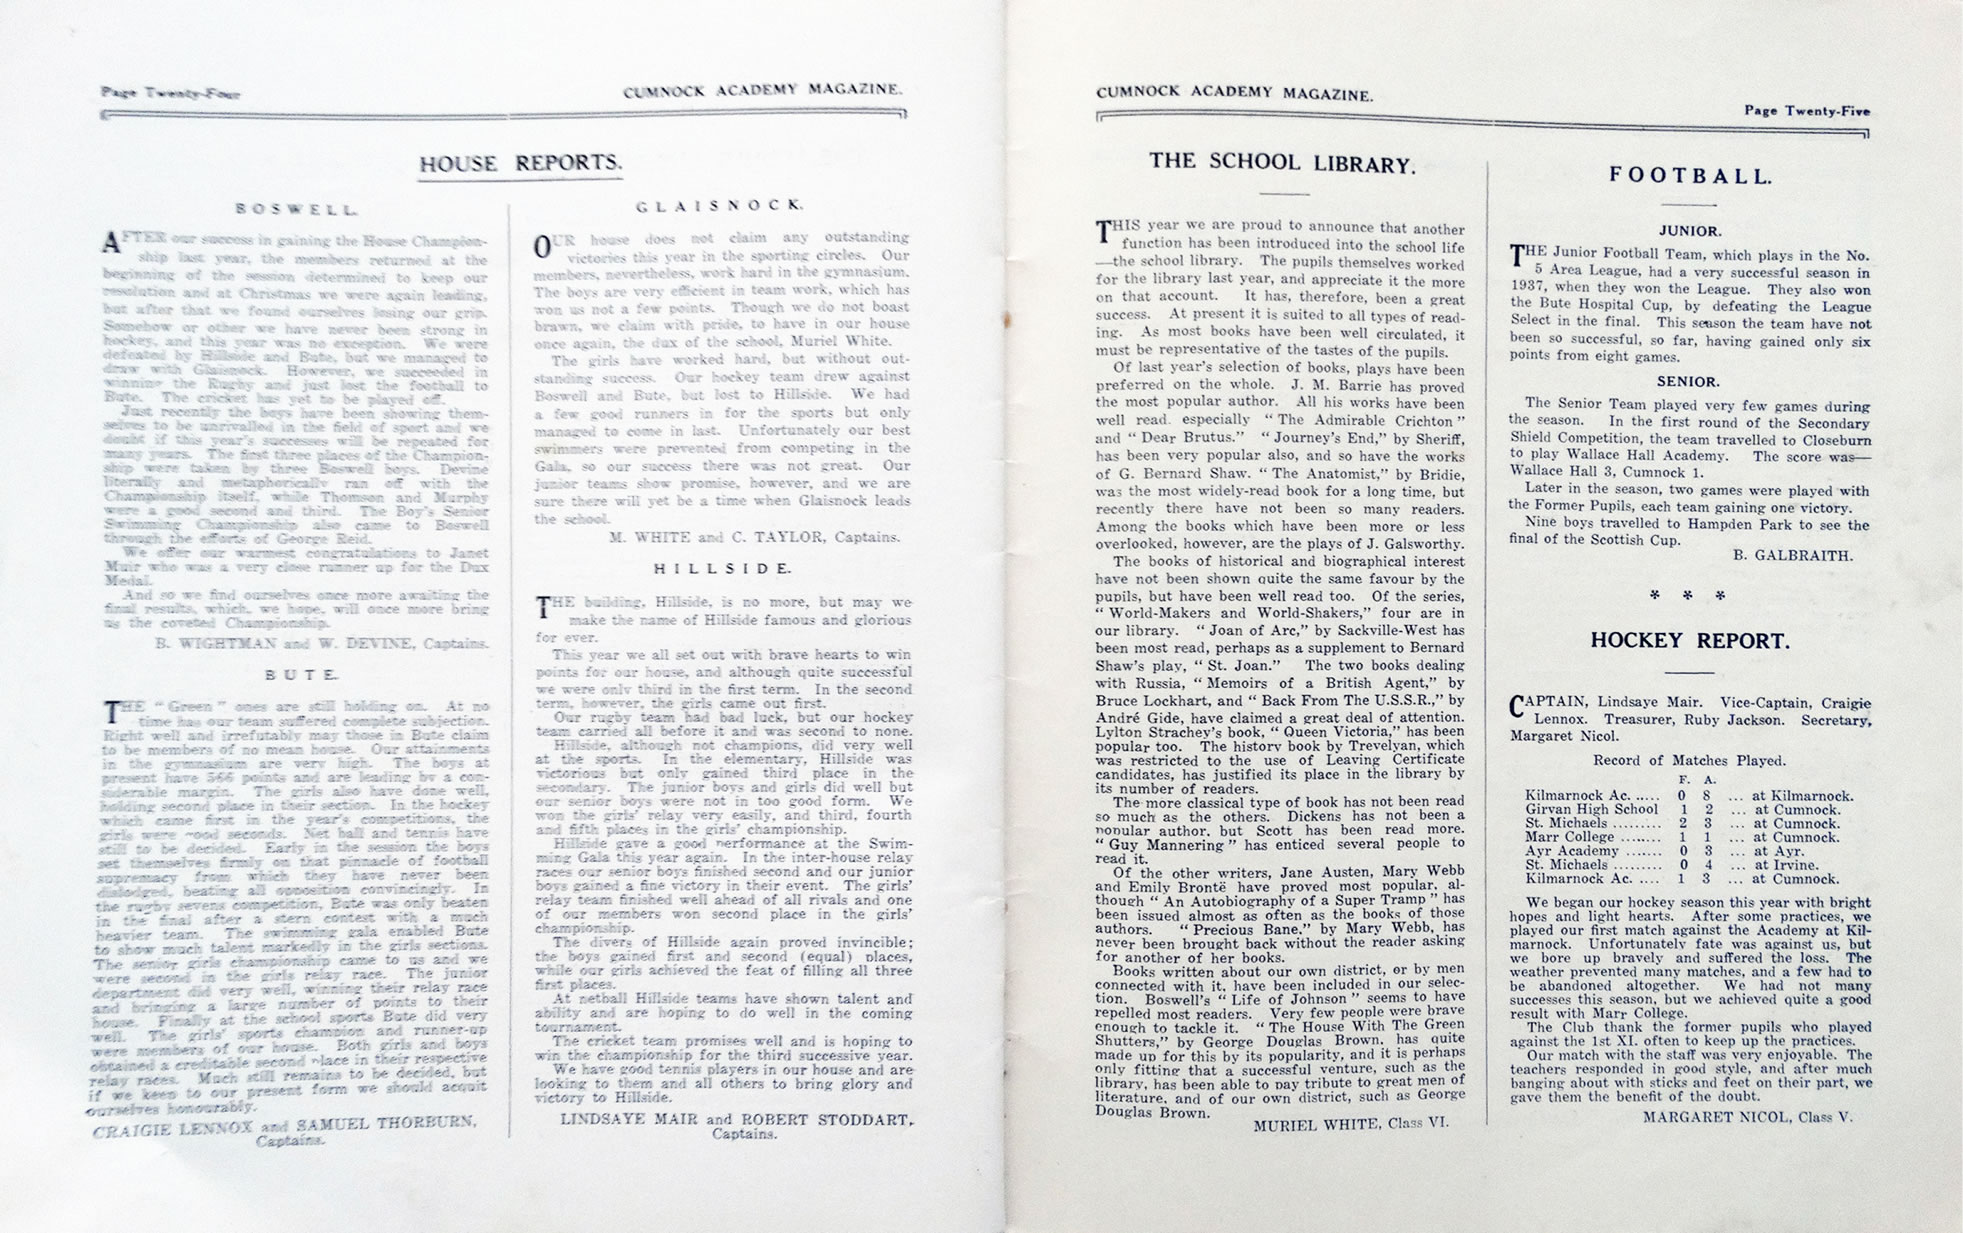 Page Twenty-Four
CUMNOCK ACADEMY MAGAZINE.
HOUSE REPORTS.
BOSWELL.
AFTER our success in gaining the House Champion-
ship last year, the members returned at the
beginning of the session determined to keep our
resolution and at Christmas we were again leading,
but after that we found ourselves losing our grip.
Somehow or other we have never been strong in
hockey, and this year was no exception. We were
defeated by Hillside and Bute, but we managed to
draw with Glaisnock. However, we succeeded in
winning the Rugby and just lost the football to
Bute. The cricket has yet to be played off.
Just recently the boys have been showing them-
selves to be unrivalled in the field of sport and we
doubt if this year's successes will be repeated for
many years. The first three places of the Champion-
ship were taken by three Boswell boys. Devine
literally and metaphorically ran off with the
Championship itself, while Thomson and Murphy
were a good second and third. The Boy's Senior
Swimming Championship also came to Boswell
through the efforts of George Reid.
We offer our warmest congratulations to Janet
Muir who was a very close runner up for the Dux
Medal.
And so we find ourselves once more awaiting the
final results, which, we hope, will once more bring
us the coveted Championship.
B. WIGHTMAN and W. DEVINE, Captains.
BUTE.
THE "Green" ones are still holding on. At no
time has our team suffered complete subjection.
Right well and irrefutably may those in Bute claim
to be members of no mean house. Our attainments
in the gymnasium are very high. The boys at
present have 566 points and are leading by a con-
siderable margin. The girls also have done well,
holding second place in their section. In the hockey
which came first in the year's competitions, the
girls were good seconds. Net ball and tennis have
still to be decided. Early in the session the boys
set themselves firmly on that pinnacle of football
supremacy from which they have never been
dislodged, beating all opposition convincingly. In
the rugby sevens competition, Bute was only beaten
in the final after a stern contest with a much
heavier team. The swimming gala enabled Bute
to show much talent markedly in the girls sections.
The senior girls championship came to us and we
were second in the girls relay race. The junior
department did very well, winning their relay race
and bringing a large number of points to their
house. Finally at the school sports Bute did very
well. The girls' sports champion and runner-up
were members of our house. Both girls and boys
obtained a creditable second place in their respective
relay races. Much still remains to be decided, but
if we keep to our present form we should acquit
ourselves honourably.
CRAIGIE LENNOX and SAMUEL THORBURN,
Captains.
GLAISNOCK.
OUR house does not claim any outstanding
victories this year in the sporting circles. Our
members, nevertheless, work hard in the gymnasium.
The boys are very efficient in team work, which has
won us not a few points. Though we do not boast
brawn, we claim with pride, to have in our house
once again, the dux of the school, Muriel White.
The girls have worked hard, but without out-
standing success. Our hockey team drew against
Boswell and Bute, but lost to Hillside. We had
a few good runners in for the sports but only
managed to come in last. Unfortunately our best
swimmers were prevented from competing in the
Gala, so our success there was not great. Our
junior teams show promise, however, and we are
sure there will yet be a time when Glaisnock leads
the school.
M. WHITE and C. TAYLOR, Captains.
HILLSIDE.
THE building, Hillside, is no more, but may we
make the name of Hillside famous and glorious
for ever.
This year we all set out with brave hearts to win
points for our house, and although quite successful
we were only third in the first term. In the second
term, however, the girls came out first.
Our rugby team had bad luck, but our hockey
team carried all before it and was second to none.
Hillside, although not champions, did very well
at the sports. In the elementary, Hillside was
victorious but only gained third place in the
secondary. The junior boys and girls did well but
our senior boys were not in too good form. We
won the girls' relay very easily, and third, fourth
and fifth places in the girls' championship.
Hillside gave a good performance at the Swim-
ming Gala this year again. In the inter-house relay
races our senior boys finished second and our junior
boys gained a fine victory in their event. The girls'
relay team finished well ahead of all rivals and one
of our members won second place in the girls'
championship.
The divers of Hillside again proved invincible;
the boys gained first and second (equal) places,
while our girls achieved the feat of filling all three
first places.
At netball Hillside teams have shown talent and
ability and are hoping to do well in the coming
tournament.
The cricket team promises well and is hoping to
win the championship for the third successive year.
We have good tennis players in our house and are
looking to them and all others to bring glory and
victory to Hillside.
LINDSAYE MAIR and ROBERT STODDART,
Captains.
CUMNOCK ACADEMY MAGAZINE.
Page Twenty-Five
THE SCHOOL LIBRARY.
THIS year we are proud to announce that another
function has been introduced into the school life
—the school library. The pupils themselves worked
for the library last year, and appreciate it the more
on that account. It has, therefore, been a great
success. At present it is suited to all types of read-
ing. As most books have been well circulated, it
must be representative of the tastes of the pupils.
Of last year's selection of books, plays have been
preferred on the whole. J. M. Barrie has proved
the most popular author. All his works have been
well read. especially "The Admirable Crichton"
and "Dear Brutus." "Journey's End," by Sheriff,
has been very popular also, and so have the works
of G. Bernard Shaw. "The Anatomist," by Bridie,
was the most widely-read book for a long time, but
recently there have not been so many readers.
Among the books which have been more or less
overlooked, however, are the plays of J. Galsworthy.
The books of historical and biographical interest
have not been shown quite the same favour by the
pupils, but have been well read too. Of the series,
"World-Makers and World-Shakers," four are in
our library. "Joan of Arc," by Sackville-West has
been most read, perhaps as a supplement to Bernard
Shaw's play, "St. Joan." The two books dealing
with Russia, "Memoirs of a British Agent," by
Bruce Lockhart, and "Back From The U.S.S.R.," by
André Gide, have claimed a great deal of attention.
Lylton Strachey's book, "Queen Victoria," has been
popular too. The history book by Trevelyan, which
was restricted to the use of Leaving Certificate
candidates, has justified its place in the library by
its number of readers.
The more classical type of book has not been read
so much as the others. Dickens has not been a
popular author, but Scott has been read more.
"Guy Mannering" has enticed several people to
read it.
Of the other writers, Jane Austen, Mary Webb
and Emily Brontë have proved most popular, al-
though "An Autobiography of a Super Tramp" has
been issued almost as often as the books of those
authors. "Precious Bane," by Mary Webb, has
never been brought back without the reader asking
for another of her books.
Books written about our own district, or by men
connected with it, have been included in our selec-
tion. Boswell's "Life of Johnson" seems to have
repelled most readers. Very few people were brave
enough to tackle it. "The House With The Green
Shutters," by George Douglas Brown, has quite
made up for this by its popularity, and it is perhaps
only fitting that a successful venture, such as the
library, has been able to pay tribute to great men of
literature, and of our own district, such as George
Douglas Brown.
MURIEL WHITE, Class VI.
FOOTBALL.
JUNIOR.
THE Junior Football Team, which plays in the No.
5 Area League, had a very successful season in
1937, when they won the League. They also won
the Bute Hospital Cup, by defeating the League
Select in the final. This season the team have not
been so successful, so far, having gained only six
points from eight games.
SENIOR.
The Senior Team played very few games during
the season. In the first round of the Secondary
Shield Competition, the team travelled to Closeburn
to play Wallace Hall Academy. The score was—
Wallace Hall 3, Cumnock 1.
Later in the season, two games were played with
the Former Pupils, each team gaining one victory.
Nine boys travelled to Hampden Park to see the
final of the Scottish Cup.
B. GALBRAITH.
* * *
HOCKEY REPORT.
CAPTAIN, Lindsaye Mair. Vice-Captain, Craigie
Lennox. Treasurer, Ruby Jackson. Secretary,
Margaret Nicol.
Record of Matches Played.
F. A.
Kilmarnock Ac. ..... 0 8 ... at Kilmarnock.
Girvan High School 1 2 ... at Cumnock.
St. Michaels ......... 2 3 ... at Cumnock.
Marr College ........ 1 1 ... at Cumnock.
Ayr Academy ....... 0 3 ... at Ayr.
St. Michaels ......... 0 4 ... at Irvine.
Kilmarnock Ac. .... 1 3 ... at Cumnock.
We began our hockey season this year with bright
hopes and light hearts. After some practices, we
played our first match against the Academy at Kil-
marnock. Unfortunately fate was against us, but
we bore up bravely and suffered the loss. The
weather prevented many matches, and a few had to
be abandoned altogether. We had not many
successes this season, but we achieved quite a good
result with Marr College.
The Club thank the former pupils who played
against the 1st XI. often to keep up the practices.
Our match with the staff was very enjoyable. The
teachers responded in good style, and after much
banging about with sticks and feet on their part, we
gave them the benefit of the doubt.
MARGARET NICOL, Class V.